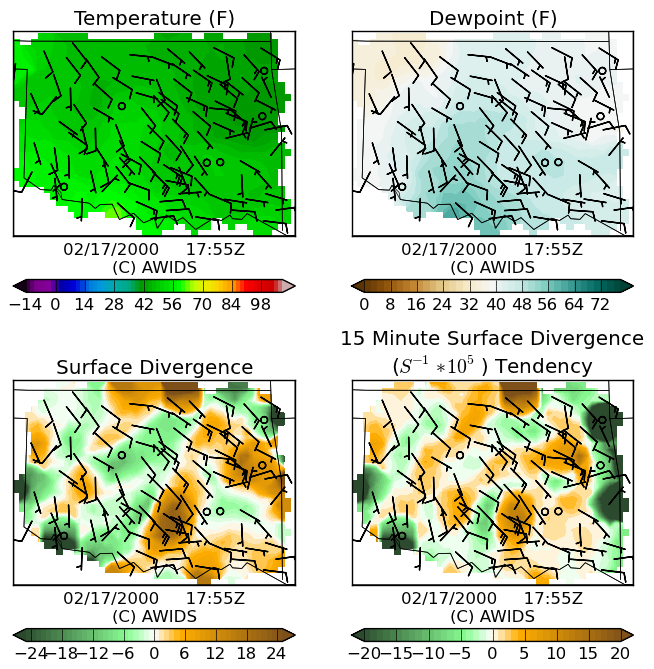 Temperature (F)
Dewpoint (F)
02/17/2000 17:55Z
(C) AWIDS
02/17/2000 17:55Z
(C) AWIDS
−14 0 14 28 42 56 70 84 98
0 8 16 24 32 40 48 56 64 72
Surface Divergence
15 Minute Surface Divergence
(S⁻¹ ∗10⁵ ) Tendency
02/17/2000 17:55Z
(C) AWIDS
02/17/2000 17:55Z
(C) AWIDS
−24 −18 −12 −6 0 6 12 18 24
−20 −15 −10 −5 0 5 10 15 20